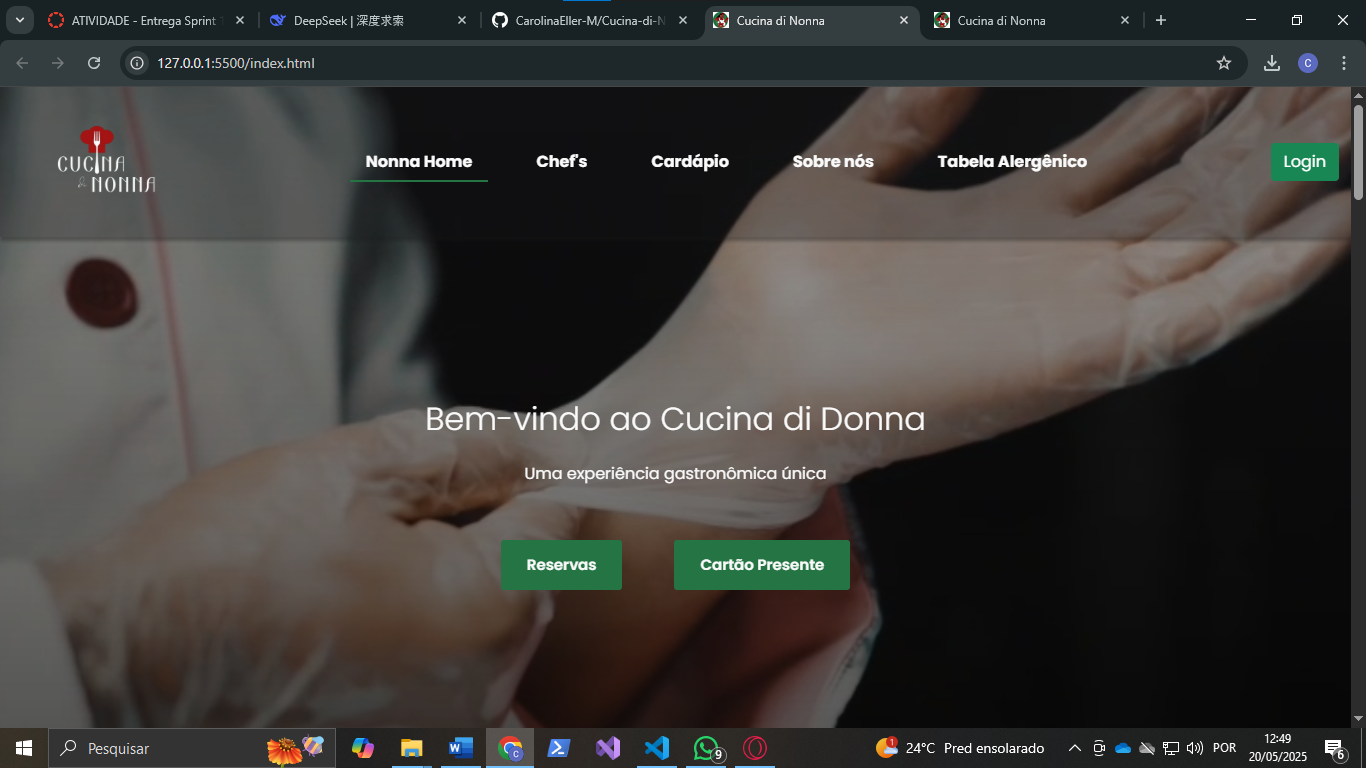 ATIVIDADE - Entrega Sprint
DeepSeek | 深度求索
CarolinaEller-M/Cucina-di-N
Cucina di Nonna
Cucina di Nonna
127.0.0.1:5500/index.html
C
CUCINA
& NONNA
Nonna Home
Chef's
Cardápio
Sobre nós
Tabela Alergênico
Login
Bem-vindo ao Cucina di Donna
Uma experiência gastronômica única
Reservas
Cartão Presente
Pesquisar
W
C
9
1
24°C Pred ensolarado
POR
12:49
20/05/2025
6